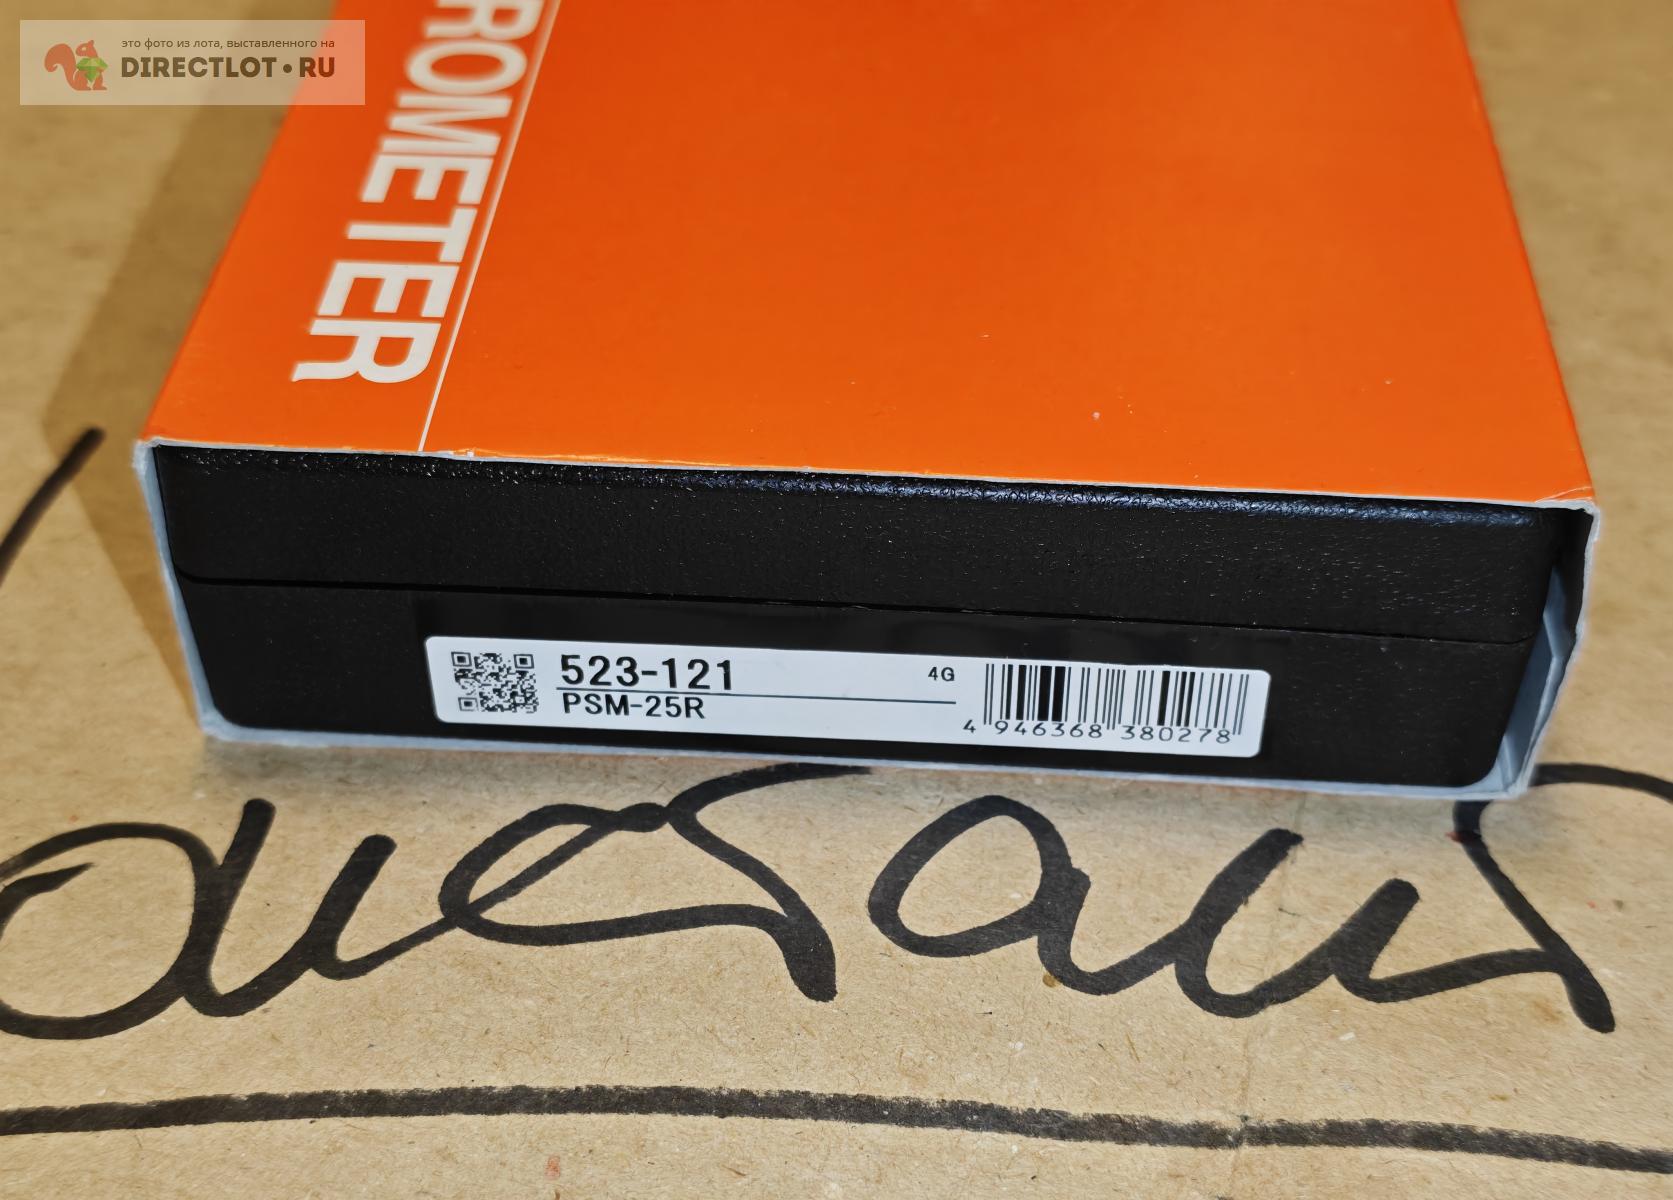 это фото из лота, выставленного на
DIRECTLOT•RU
ROMETER
523-121
4G
PSM-25R
4 946368 380278